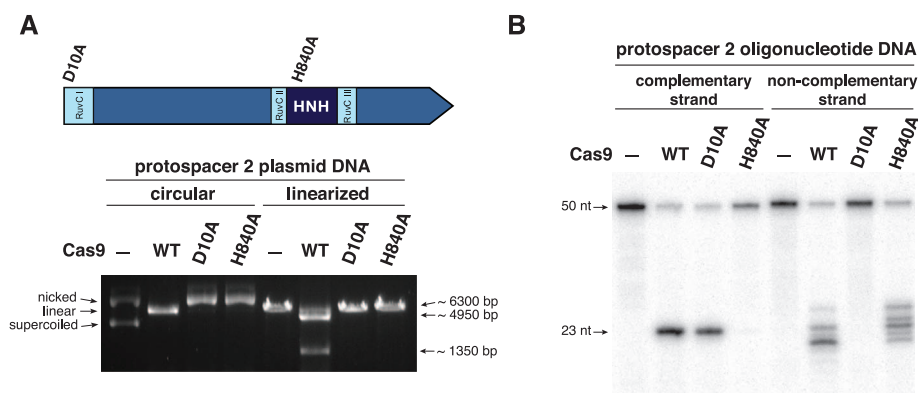 A
D10A
H840A
RuvC I
RuvC II
HNH
RuvC III
protospacer 2 plasmid DNA
circular linearized
Cas9 – WT D10A H840A – WT D10A H840A
nicked
linear
supercoiled
~ 6300 bp
~ 4950 bp
~ 1350 bp
B
protospacer 2 oligonucleotide DNA
complementary non-complementary
strand strand
Cas9 – WT D10A H840A – WT D10A H840A
50 nt
23 nt